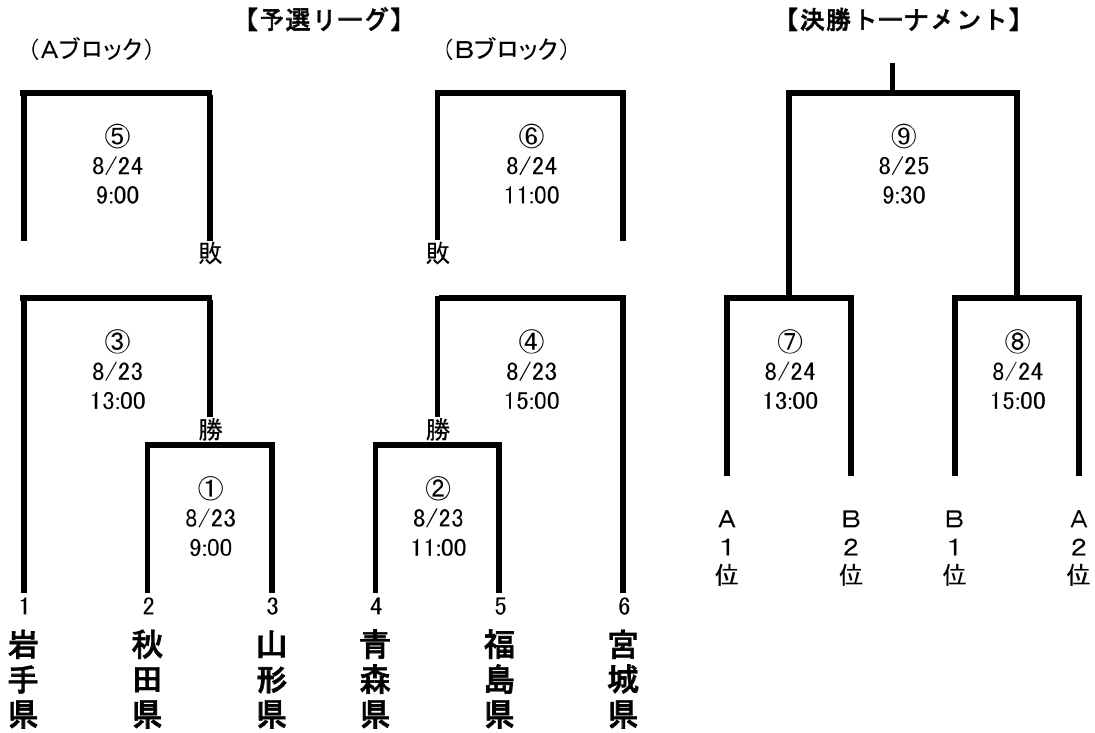 【予選リーグ】
(Aブロック)
(Bブロック)
⑤
8/24
9:00
敗
⑥
8/24
11:00
敗
③
8/23
13:00
勝
④
8/23
15:00
勝
①
8/23
9:00
②
8/23
11:00
1
2
3
4
5
6
岩手県
秋田県
山形県
青森県
福島県
宮城県
【決勝トーナメント】
⑨
8/25
9:30
⑦
8/24
13:00
⑧
8/24
15:00
A1位
B2位
B1位
A2位